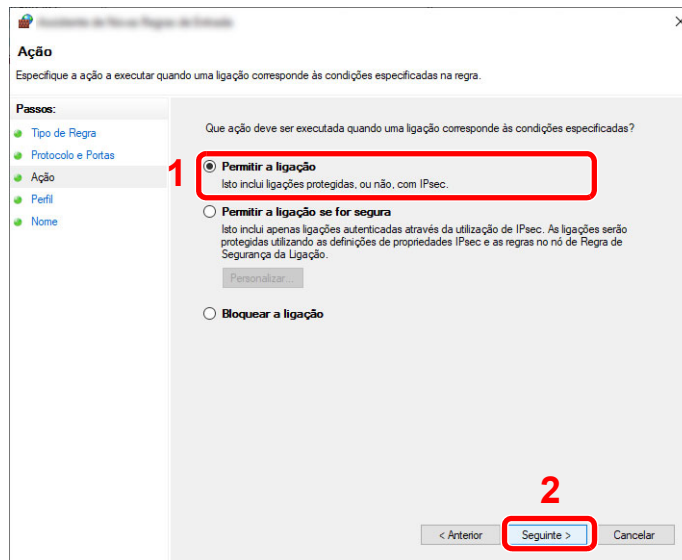 Ação
Especifique a ação a executar quando uma ligação corresponde às condições especificadas na regra.
Passos:
Tipo de Regra
Protocolo e Portas
Ação
Perfil
Nome
Que ação deve ser executada quando uma ligação corresponde às condições especificadas?
1
Permitir a ligação
Isto inclui ligações protegidas, ou não, com IPsec.
Permitir a ligação se for segura
Isto inclui apenas ligações autenticadas através da utilização de IPsec. As ligações serão
protegidas utilizando as definições de propriedades IPsec e as regras no nó de Regra de
Segurança da Ligação.
Personalizar...
Bloquear a ligação
2
< Anterior Seguinte > Cancelar